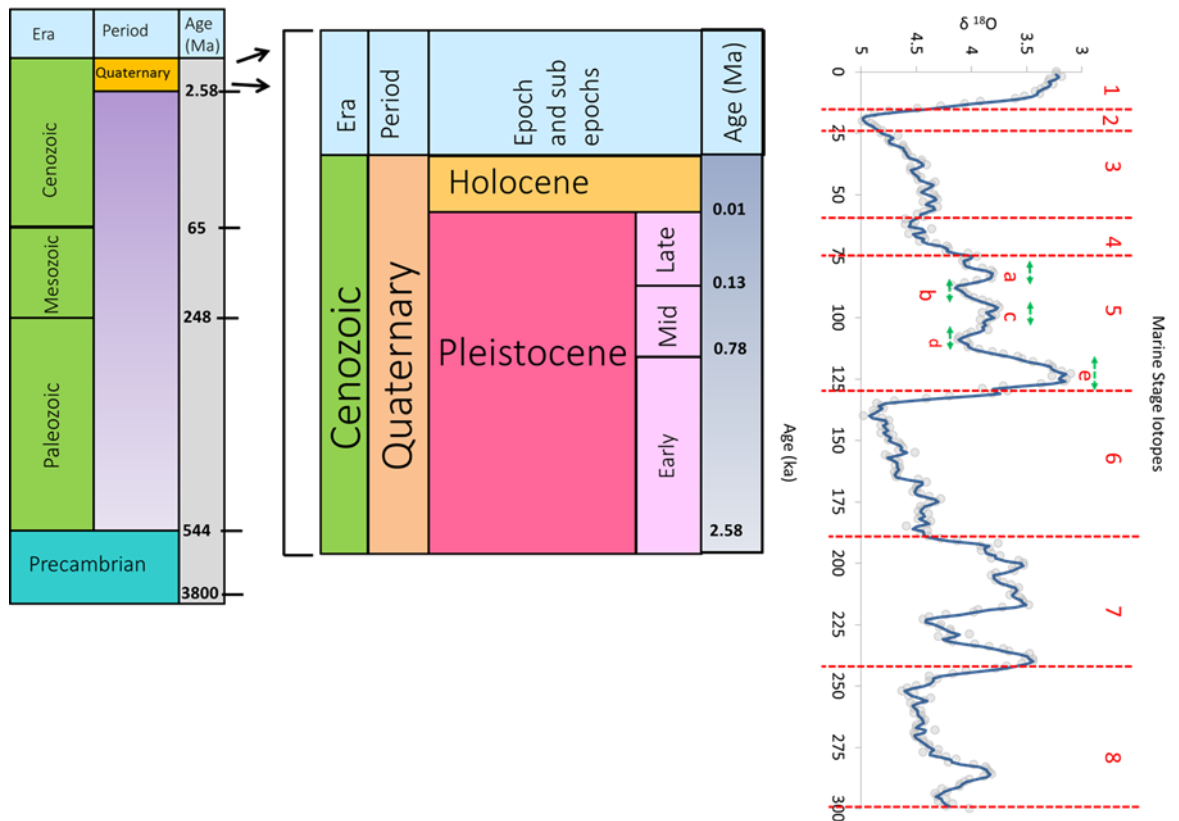 Era
Period
Age
(Ma)
Quaternary
2.58
Cenozoic
65
Mesozoic
248
Paleozoic
544
Precambrian
3800
Era
Period
Epoch
and sub
epochs
Age (Ma)
Holocene
0.01
Cenozoic
Quaternary
Pleistocene
Late
0.13
Mid
0.78
Early
2.58
δ 18O
5
4.5
4
3.5
3
0
25
50
75
100
125
150
175
200
225
250
275
300
Age (ka)
1
2
3
4
5
6
7
8
a
b
c
d
e
Marine Stage Iotopes